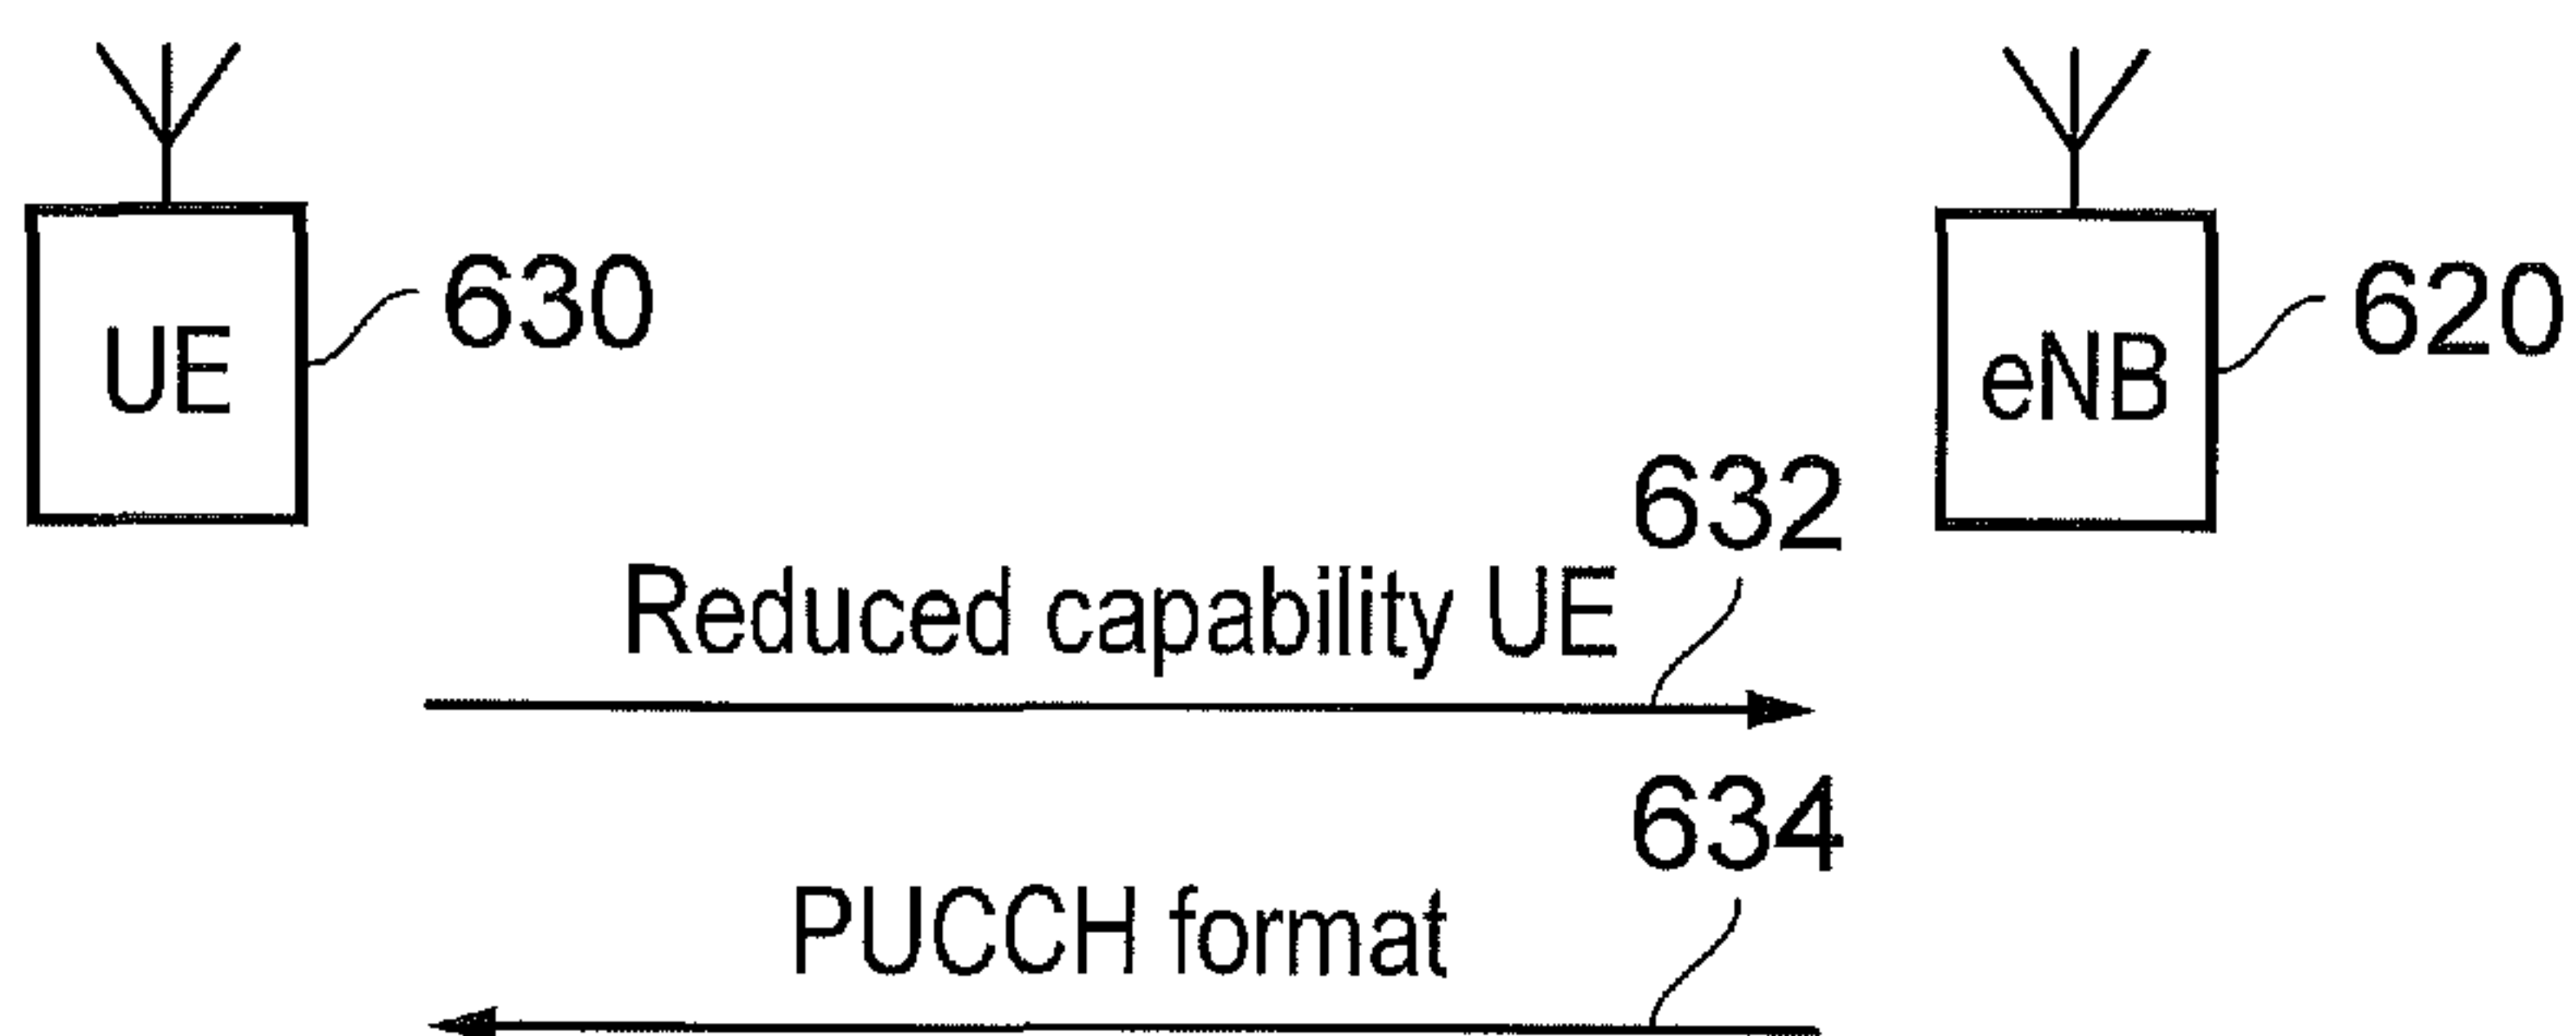 UE
630
eNB
620
632
Reduced capability UE
634
PUCCH format